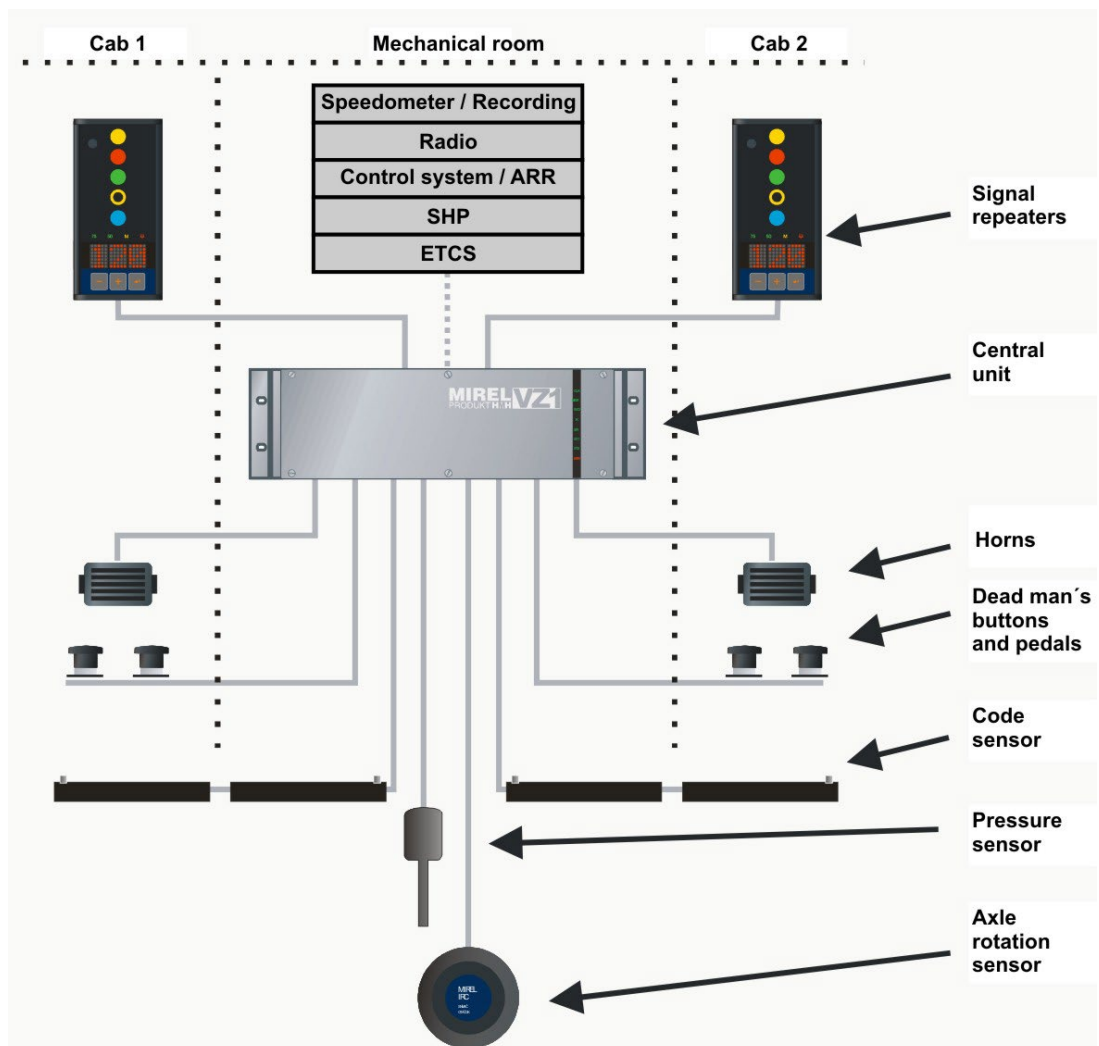 Cab 1
Mechanical room
Cab 2
Speedometer / Recording
Radio
Control system / ARR
SHP
ETCS
Signal
repeaters
Central
unit
MIREL VZ1
PRODUKT HMH
Horns
Dead man´s
buttons
and pedals
Code
sensor
Pressure
sensor
Axle
rotation
sensor
MIREL
IRC